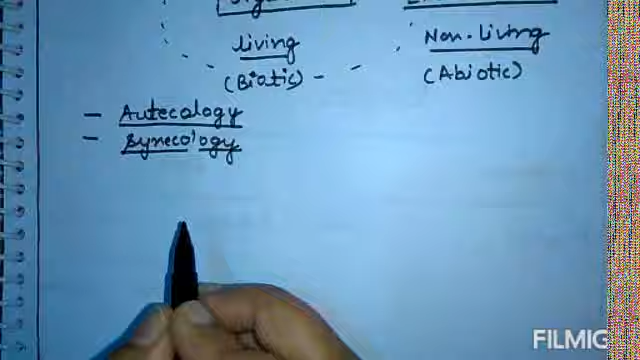 living
Non-Living
(Biotic)
(Abiotic)
- Autecology
- Synecology
FILMIG